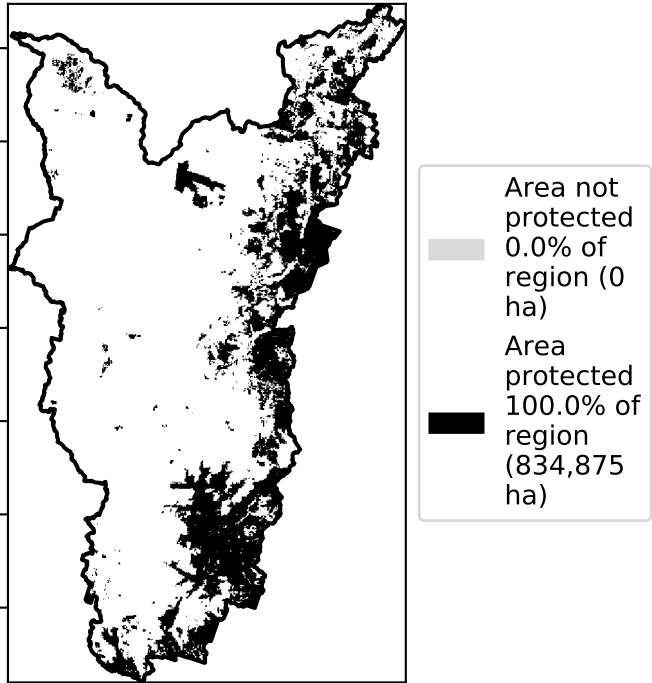 Area not
protected
0.0% of
region (0
ha)
Area
protected
100.0% of
region
(834,875
ha)